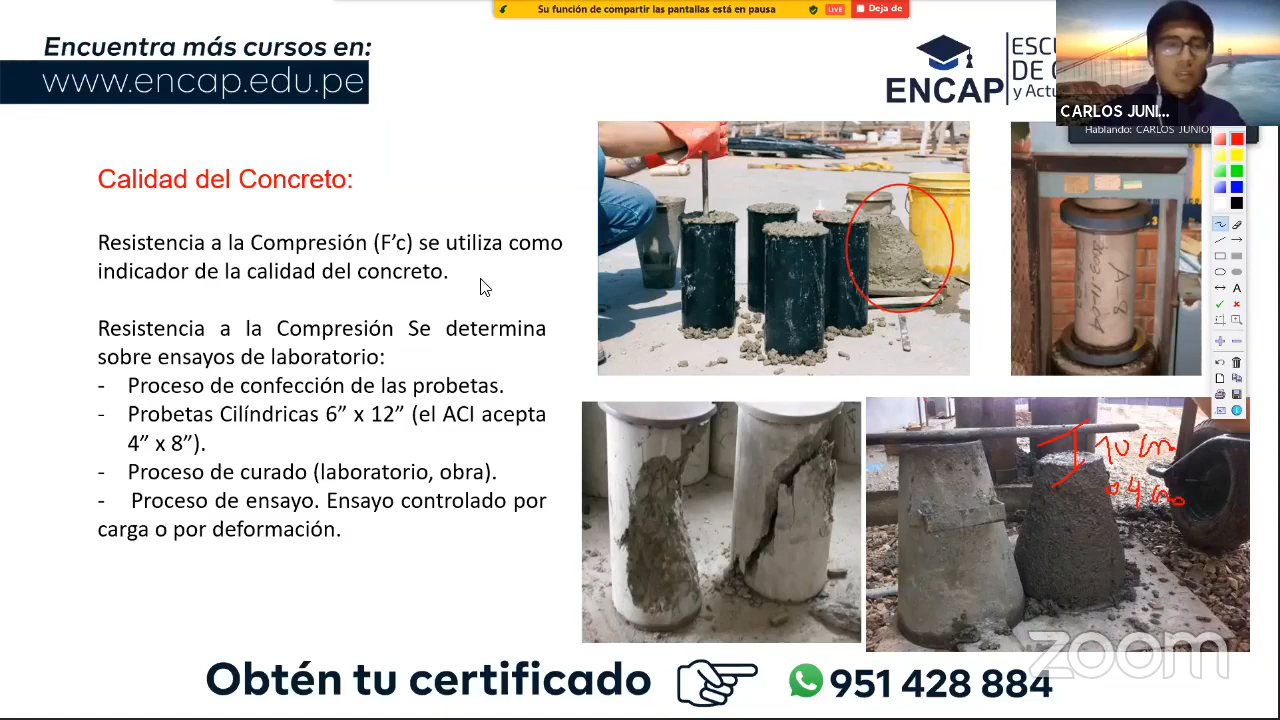 Su función de compartir las pantallas está en pausa
LIVE
Deja de
Encuentra más cursos en:
www.encap.edu.pe
ENCAP
ESCU
DE C
y Actu
CARLOS JUNI...
Hablando: CARLOS JUNIOR
Calidad del Concreto:
Resistencia a la Compresión (F’c) se utiliza como
indicador de la calidad del concreto.
Resistencia a la Compresión Se determina
sobre ensayos de laboratorio:
- Proceso de confección de las probetas.
- Probetas Cilíndricas 6” x 12” (el ACI acepta
4” x 8”).
- Proceso de curado (laboratorio, obra).
- Proceso de ensayo. Ensayo controlado por
carga o por deformación.
A-8
10 cm
zoom
Obtén tu certificado
951 428 884